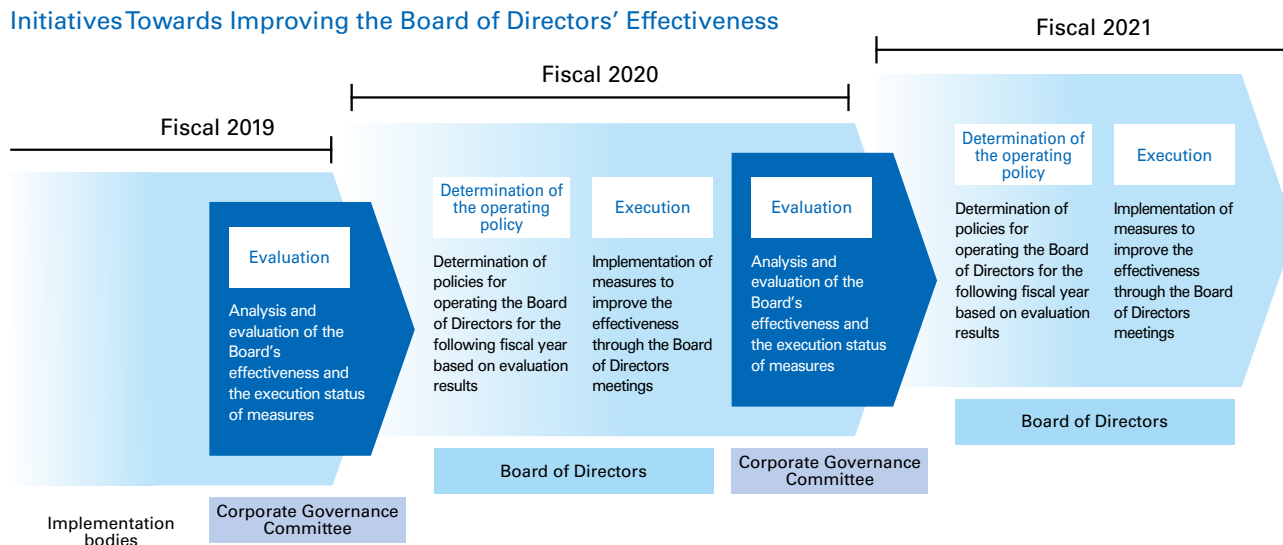 Initiatives Towards Improving the Board of Directors’ Effectiveness
Fiscal 2019
Evaluation
Analysis and
evaluation of the
Board’s
effectiveness and
the execution status
of measures
Implementation
bodies
Corporate Governance
Committee
Fiscal 2020
Determination of
the operating
policy
Determination of
policies for
operating the Board
of Directors for the
following fiscal year
based on evaluation
results
Execution
Implementation of
measures to
improve the
effectiveness
through the Board
of Directors
meetings
Board of Directors
Evaluation
Analysis and
evaluation of the
Board’s
effectiveness and
the execution status
of measures
Corporate Governance
Committee
Fiscal 2021
Determination of
the operating
policy
Determination of
policies for
operating the Board
of Directors for the
following fiscal year
based on evaluation
results
Execution
Implementation of
measures to
improve the
effectiveness
through the Board
of Directors
meetings
Board of Directors